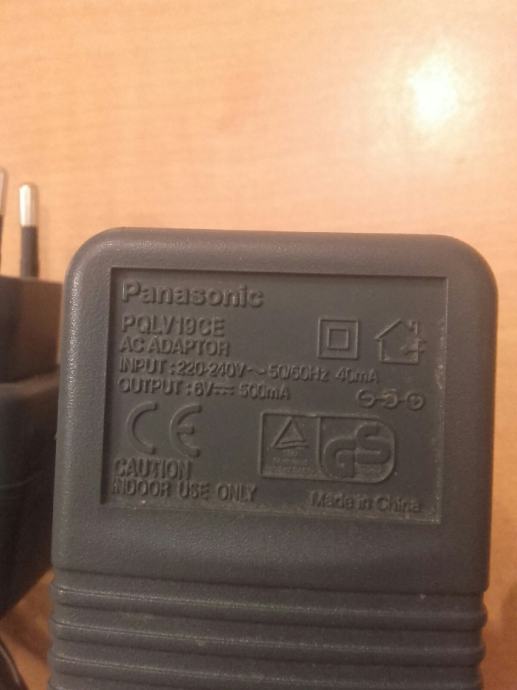 Panasonic
PQLV19CE
AC ADAPTOR
INPUT : 220-240V ~ 50/60Hz 40mA
OUTPUT : 6V⎓ 500mA
CE
GS
CAUTION
INDOOR USE ONLY
Made in China